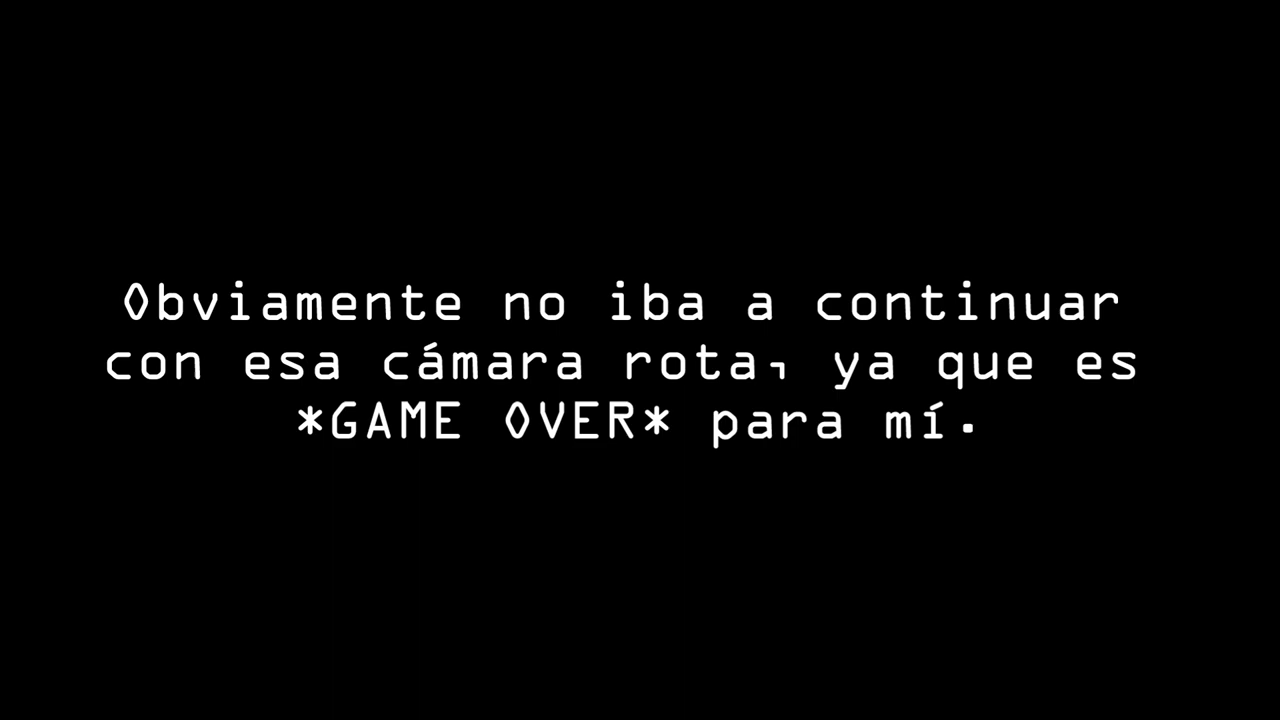 Obviamente no iba a continuar
con esa cámara rota, ya que es
*GAME OVER* para mí.